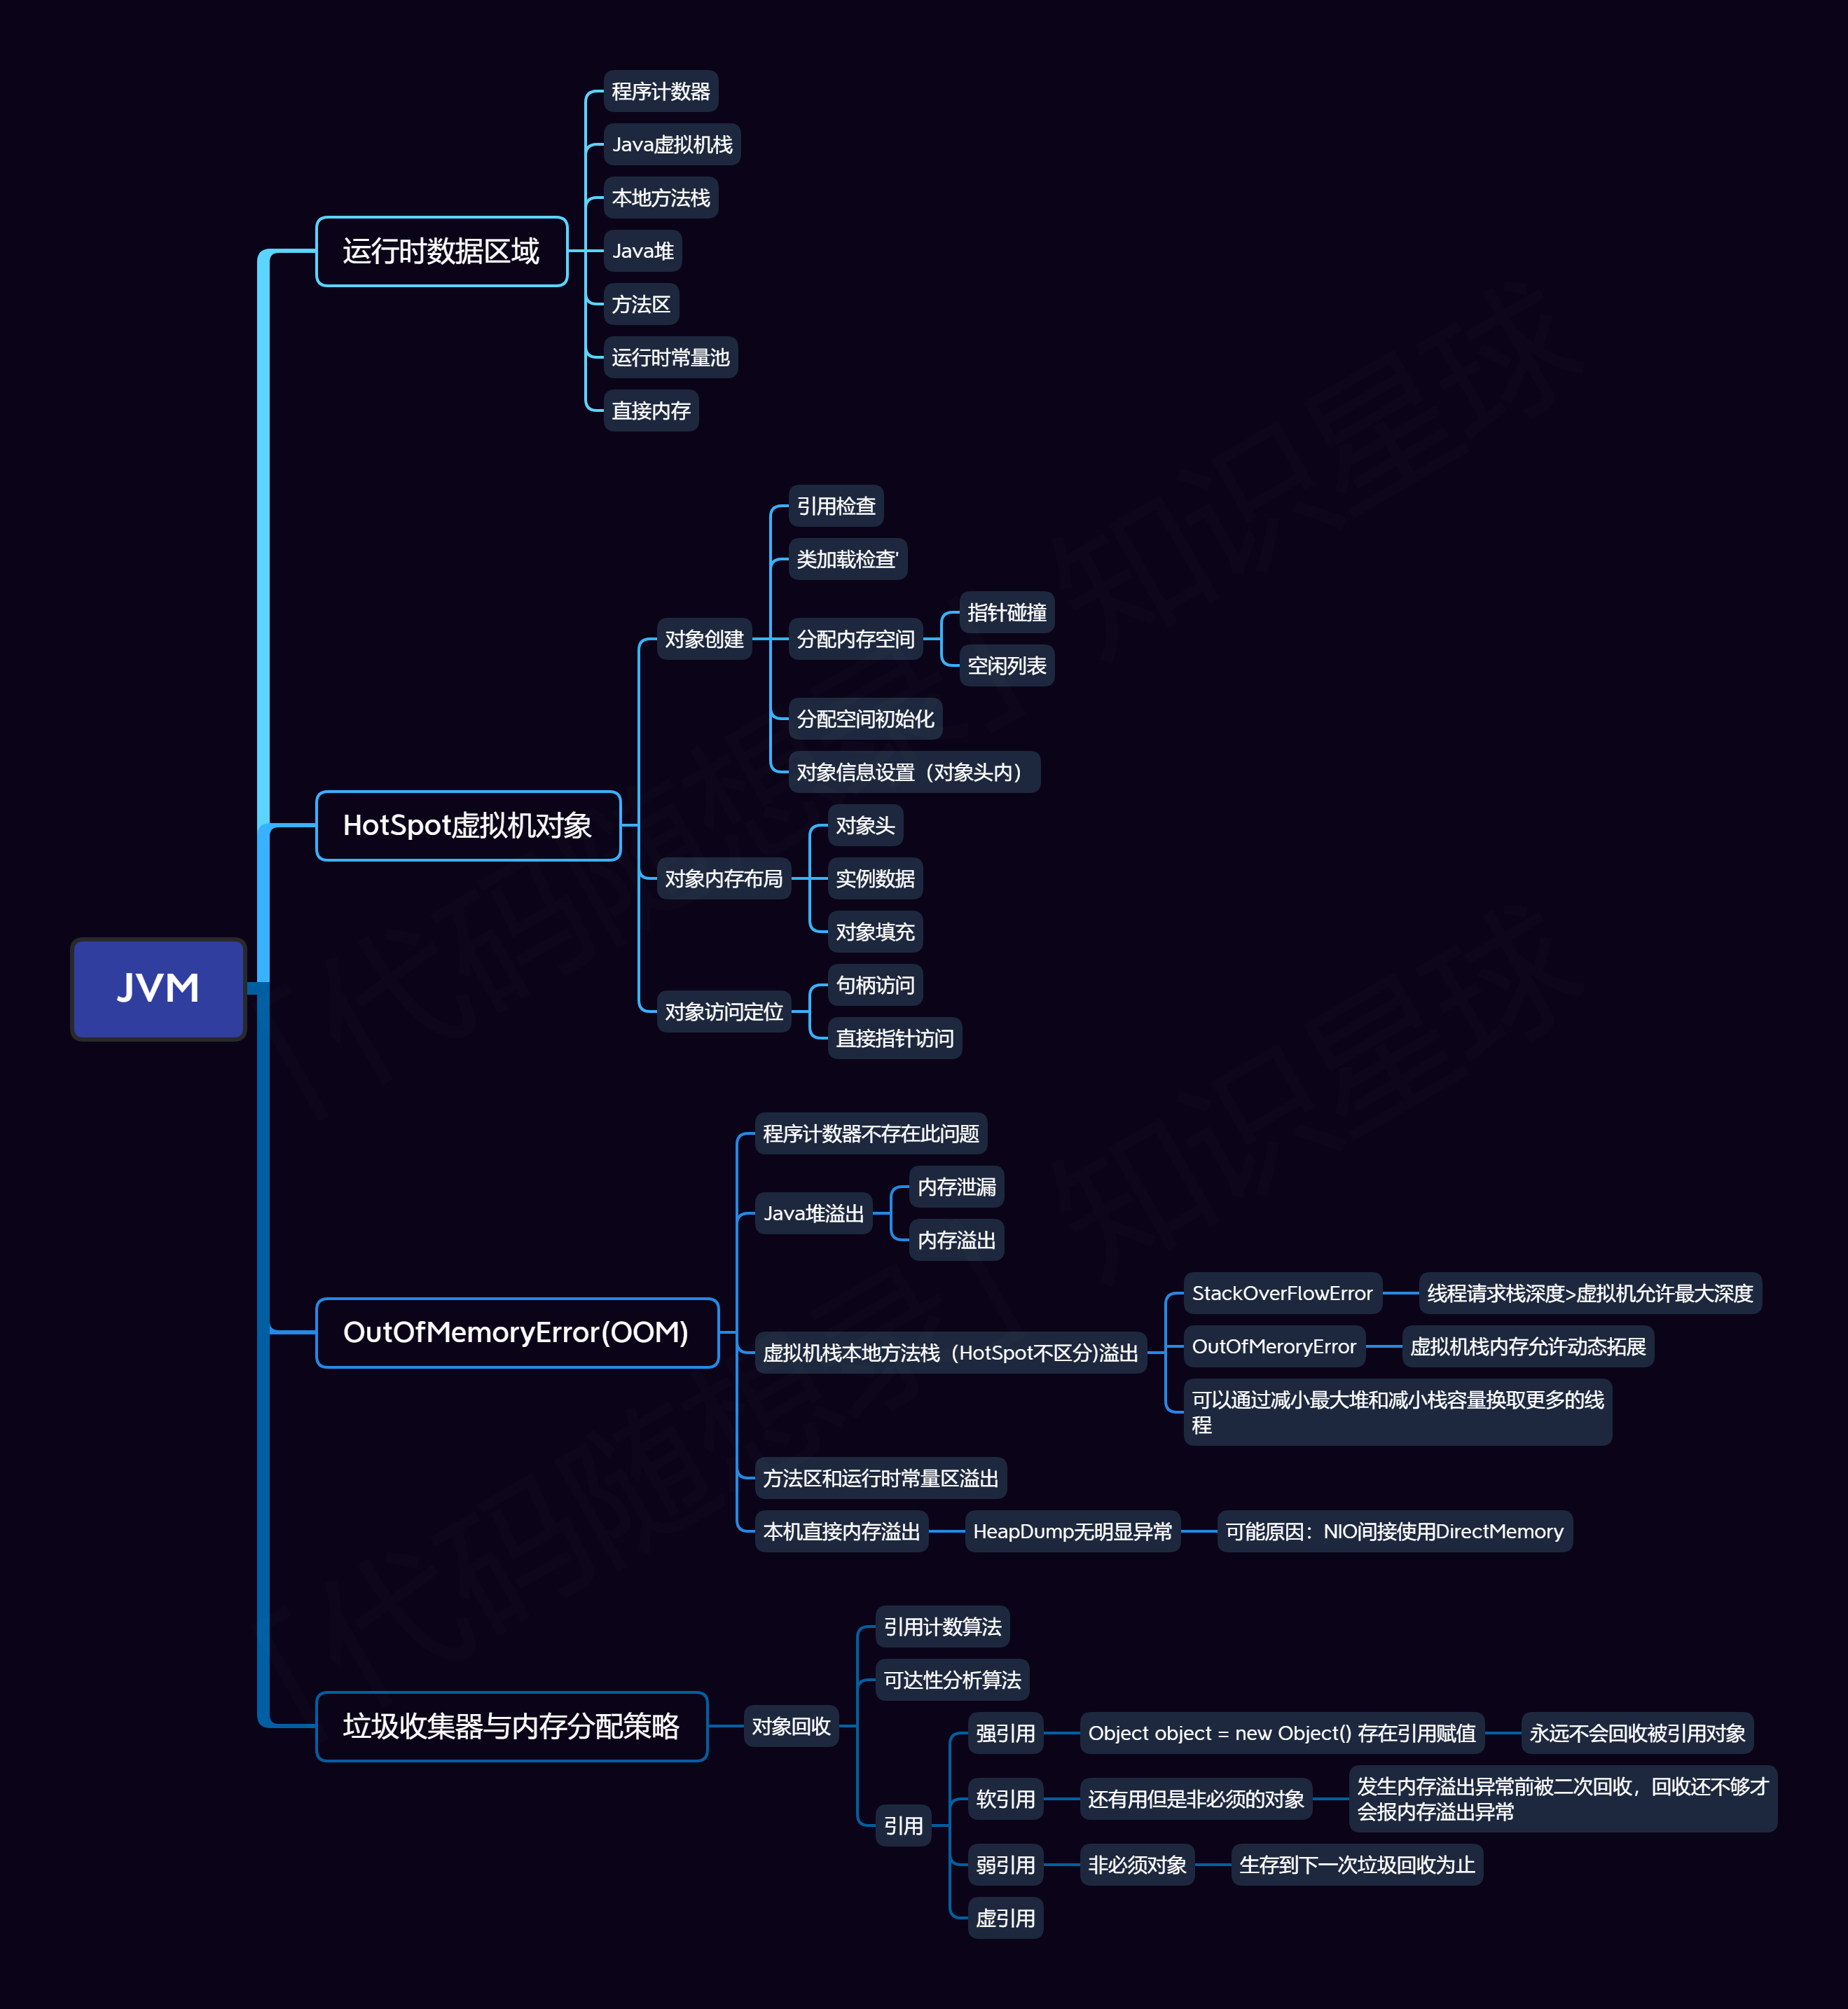 JVM
运行时数据区域
程序计数器
Java虚拟机栈
本地方法栈
Java堆
方法区
运行时常量池
直接内存
HotSpot虚拟机对象
对象创建
引用检查
类加载检查'
分配内存空间
指针碰撞
空闲列表
分配空间初始化
对象信息设置（对象头内）
对象内存布局
对象头
实例数据
对象填充
对象访问定位
句柄访问
直接指针访问
OutOfMemoryError(OOM)
程序计数器不存在此问题
Java堆溢出
内存泄漏
内存溢出
虚拟机栈本地方法栈（HotSpot不区分)溢出
StackOverFlowError
线程请求栈深度>虚拟机允许最大深度
OutOfMeroryError
虚拟机栈内存允许动态拓展
可以通过减小最大堆和减小栈容量换取更多的线
程
方法区和运行时常量区溢出
本机直接内存溢出
HeapDump无明显异常
可能原因：NIO间接使用DirectMemory
垃圾收集器与内存分配策略
对象回收
引用计数算法
可达性分析算法
引用
强引用
Object object = new Object() 存在引用赋值
永远不会回收被引用对象
软引用
还有用但是非必须的对象
发生内存溢出异常前被二次回收，回收还不够才
会报内存溢出异常
弱引用
非必须对象
生存到下一次垃圾回收为止
虚引用
「代码随想录」知识星球
「代码随想录」知识星球